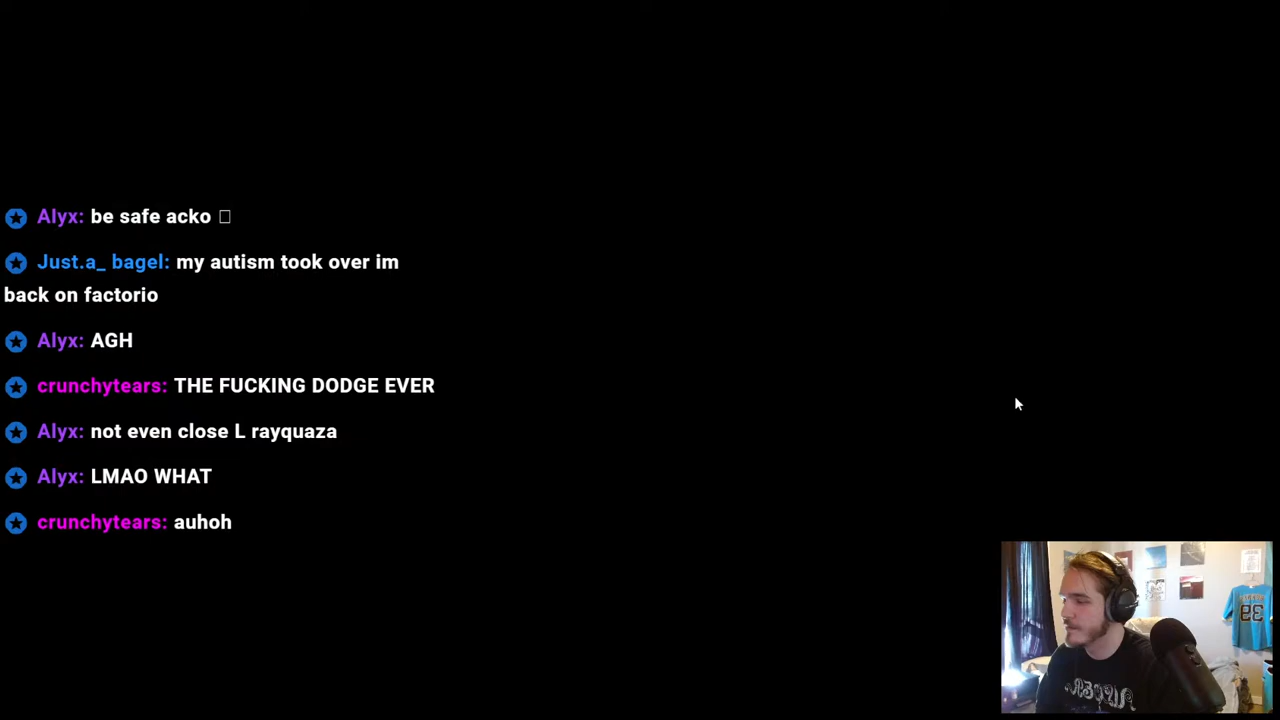 Alyx: be safe acko
Just.a_ bagel: my autism took over im
back on factorio
Alyx: AGH
crunchytears: THE FUCKING DODGE EVER
Alyx: not even close L rayquaza
Alyx: LMAO WHAT
crunchytears: auhoh